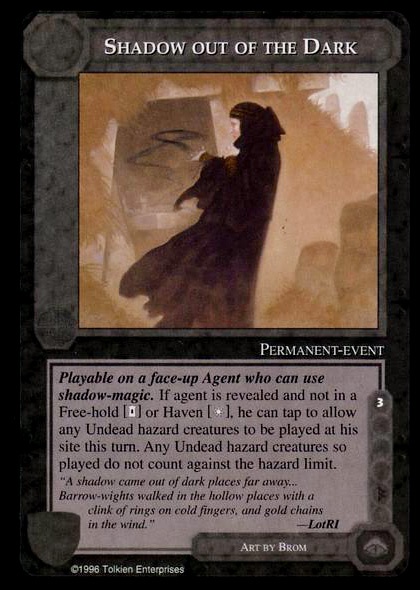 SHADOW OUT OF THE DARK
PERMANENT-EVENT
Playable on a face-up Agent who can use
shadow-magic. If agent is revealed and not in a
Free-hold [] or Haven [], he can tap to allow
any Undead hazard creatures to be played at his
site this turn. Any Undead hazard creatures so
played do not count against the hazard limit.
3
"A shadow came out of dark places far away...
Barrow-wights walked in the hollow places with a
clink of rings on cold fingers, and gold chains
in the wind." —LotRI
ART BY BROM
©1996 Tolkien Enterprises